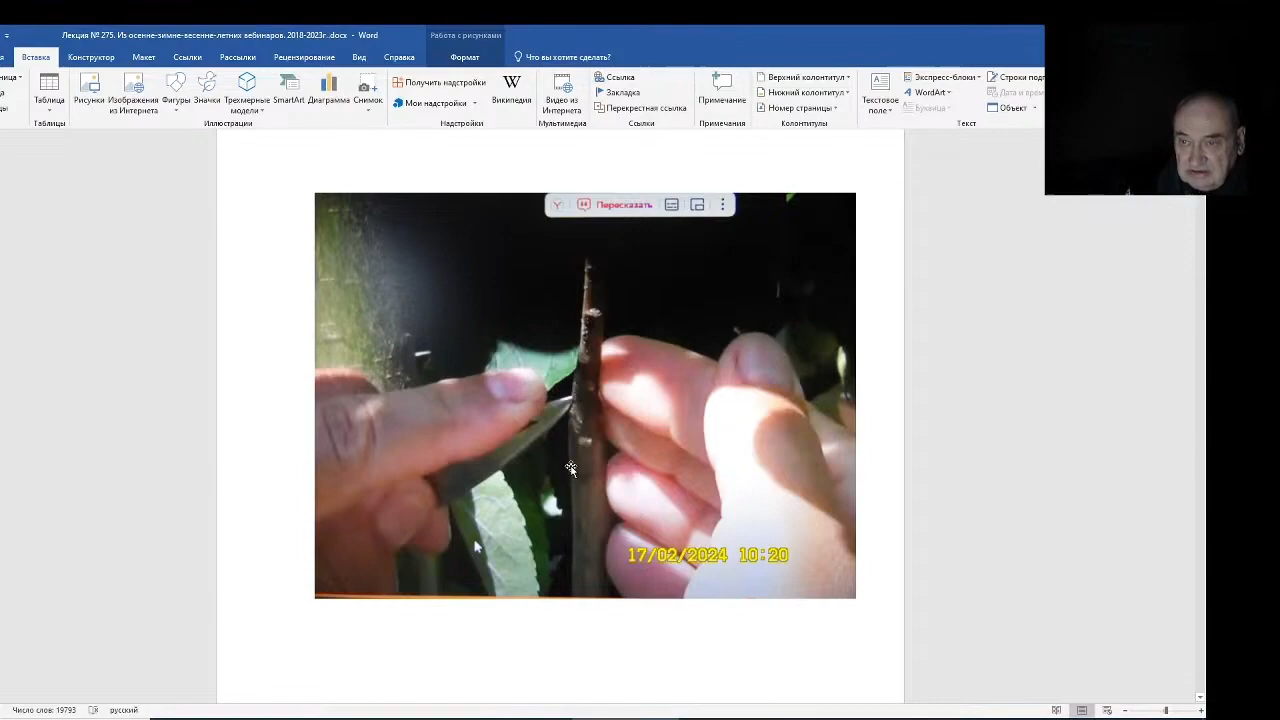 Лекция № 275. Из осенне-зимне-весенне-летних вебинаров. 2018-2023г..docx - Word
Работа с рисунками
Вставка Конструктор Макет Ссылки Рассылки Рецензирование Вид Справка Формат Что вы хотите сделать?
Таблица
Таблицы
Рисунки
Изображения из Интернета
Фигуры
Значки
Трехмерные модели
SmartArt
Диаграмма
Снимок
Иллюстрации
Получить надстройки
Мои надстройки
Википедия
Надстройки
Видео из Интернета
Мультимедиа
Ссылка
Закладка
Перекрестная ссылка
Ссылки
Примечание
Примечания
Верхний колонтитул
Нижний колонтитул
Номер страницы
Колонтитулы
Текстовое поле
Экспресс-блоки
WordArt
Буквица
Строки под
Дата и врем
Объект
Текст
Пересказать
17/02/2024 10:20
Число слов: 19793 русский